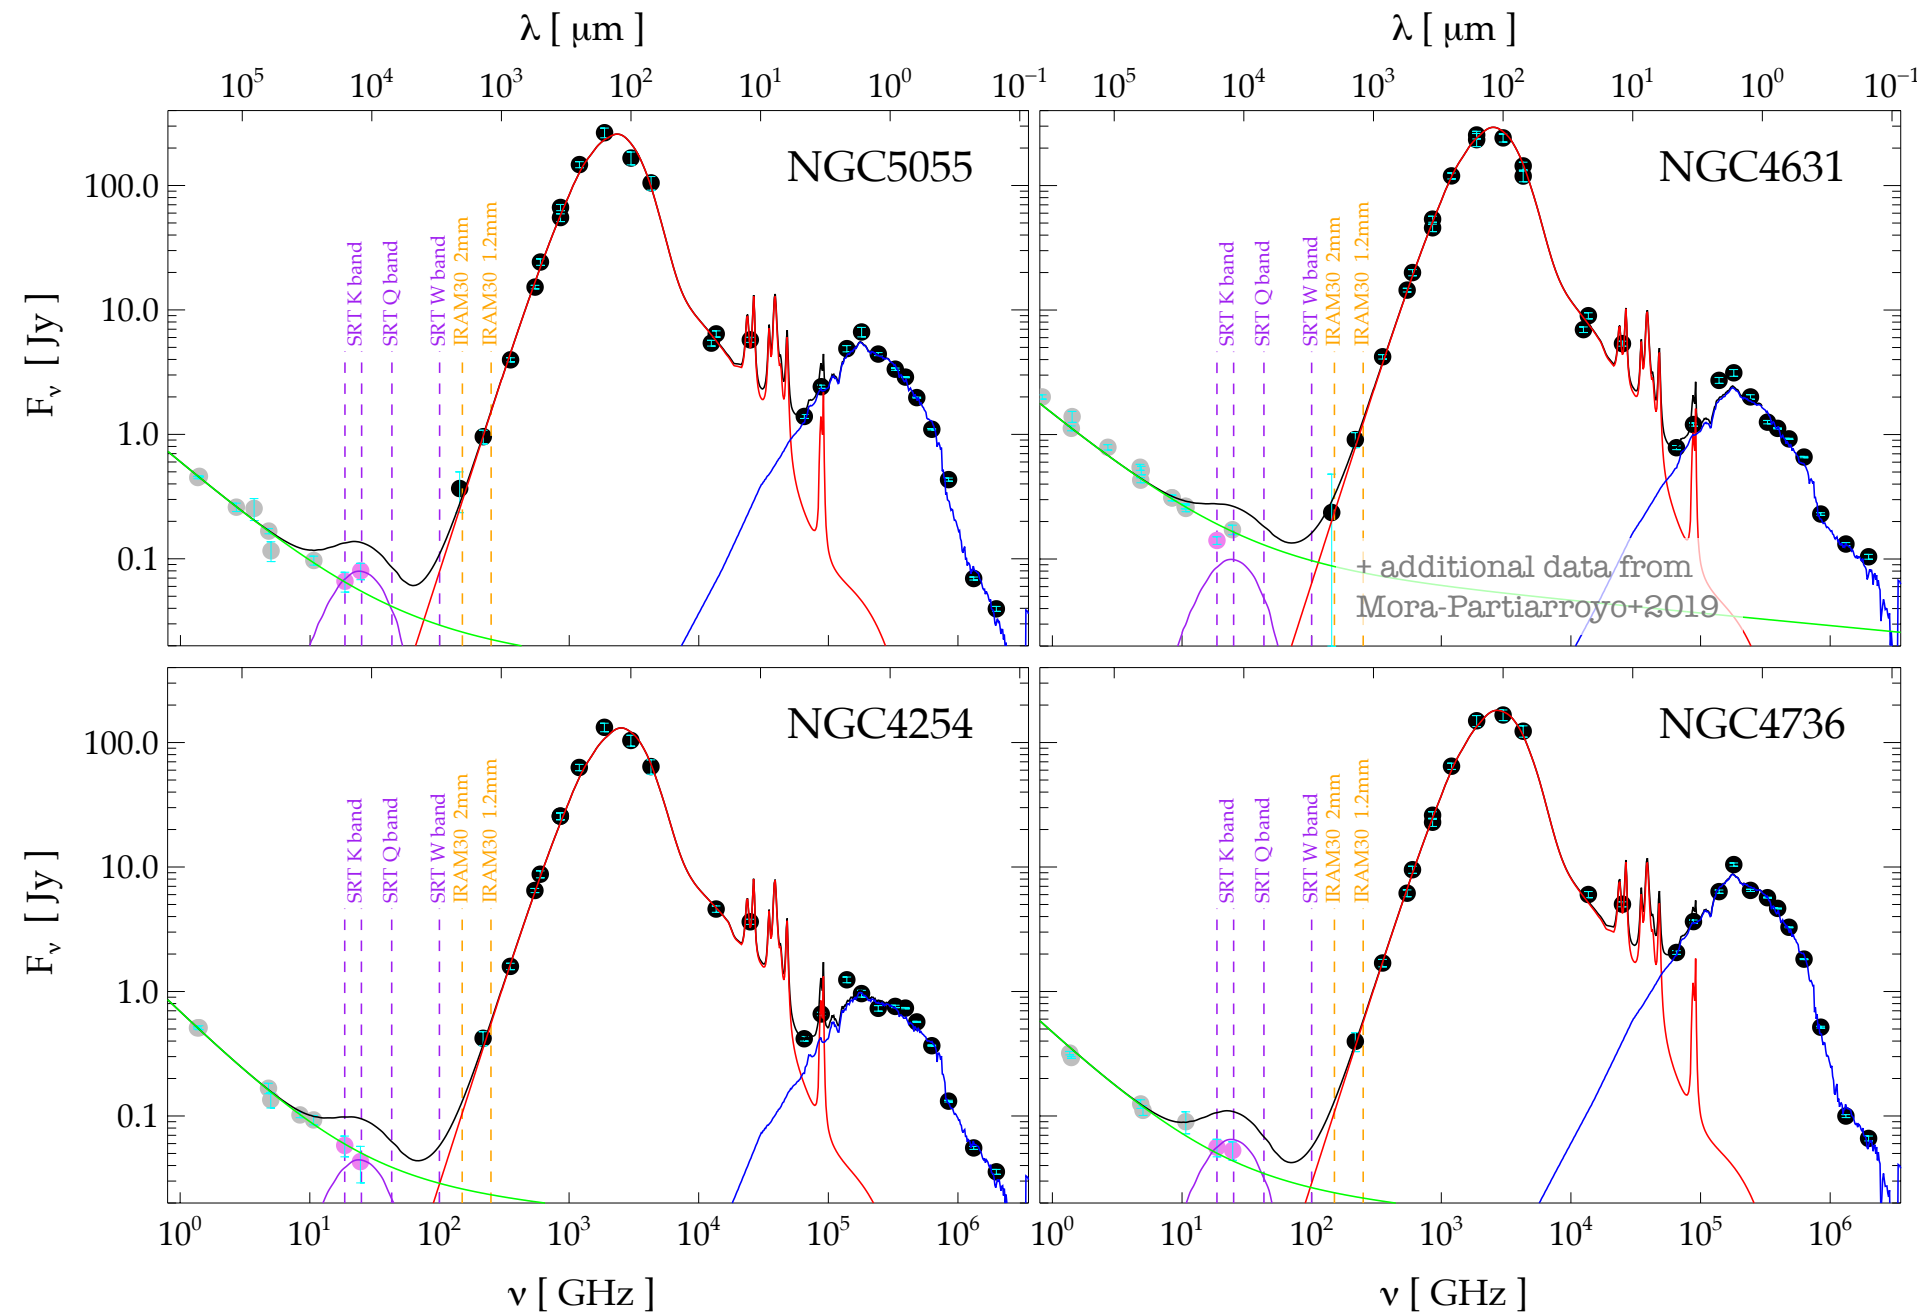 λ [ μm ] λ [ μm ]
10⁵ 10⁴ 10³ 10² 10¹ 10⁰ 10⁻¹ 10⁵ 10⁴ 10³ 10² 10¹ 10⁰ 10⁻¹
NGC5055
NGC4631
100.0
10.0
1.0
0.1
Fν [ Jy ]
SRT K band
SRT Q band
SRT W band
IRAM30 2mm
IRAM30 1.2mm
SRT K band
SRT Q band
SRT W band
IRAM30 2mm
IRAM30 1.2mm
+ additional data from
Mora-Partiarroyo+2019
NGC4254
NGC4736
100.0
10.0
1.0
0.1
Fν [ Jy ]
SRT K band
SRT Q band
SRT W band
IRAM30 2mm
IRAM30 1.2mm
SRT K band
SRT Q band
SRT W band
IRAM30 2mm
IRAM30 1.2mm
10⁰ 10¹ 10² 10³ 10⁴ 10⁵ 10⁶ 10⁰ 10¹ 10² 10³ 10⁴ 10⁵ 10⁶
ν [ GHz ] ν [ GHz ]